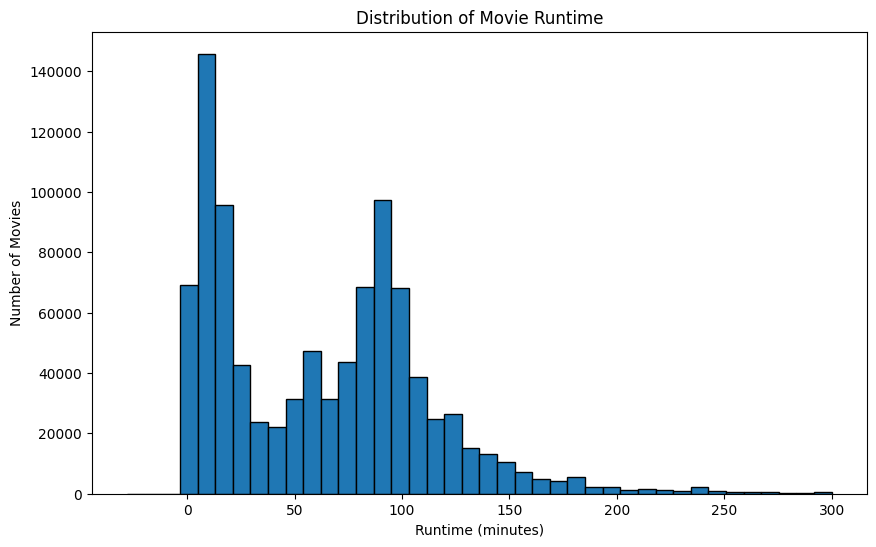 Distribution of Movie Runtime
Number of Movies
140000
120000
100000
80000
60000
40000
20000
0
0 50 100 150 200 250 300
Runtime (minutes)